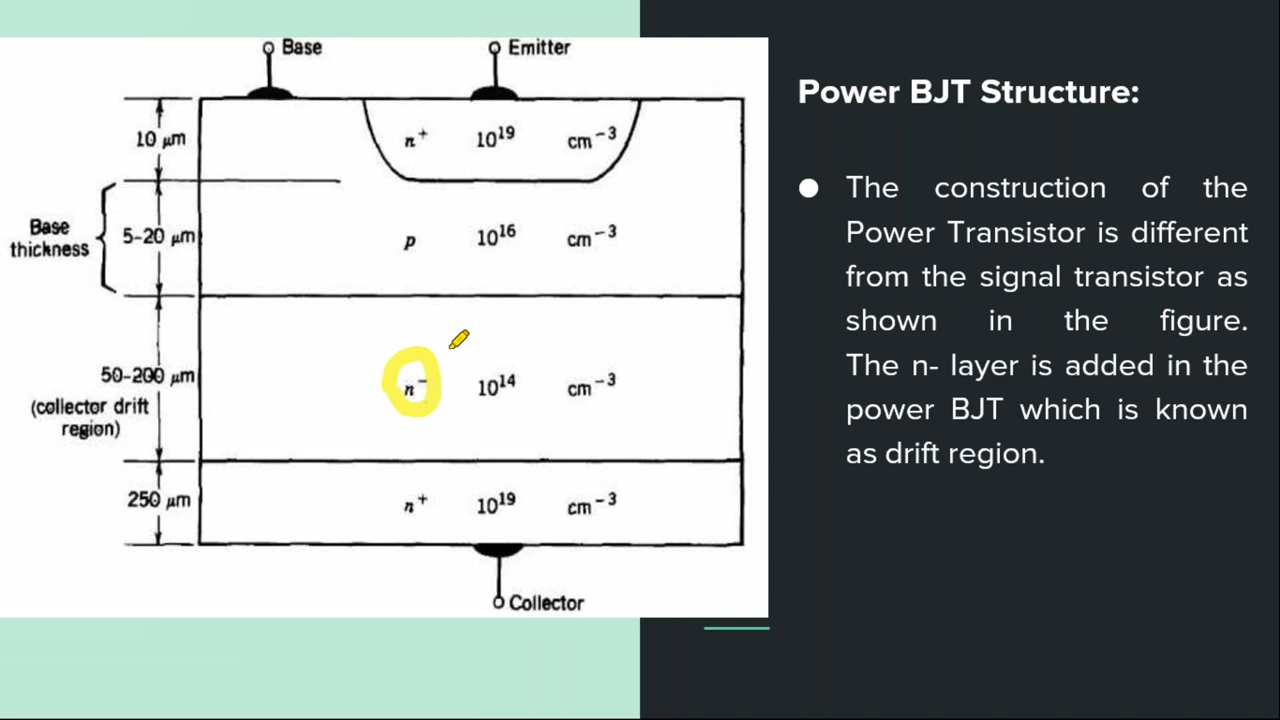 Base
Emitter
10 μm
n⁺ 10¹⁹ cm⁻³
Base
thickness
5-20 μm
p 10¹⁶ cm⁻³
50-200 μm
(collector drift
region)
n⁻ 10¹⁴ cm⁻³
250 μm
n⁺ 10¹⁹ cm⁻³
Collector
Power BJT Structure:
● The construction of the
Power Transistor is different
from the signal transistor as
shown in the figure.
The n- layer is added in the
power BJT which is known
as drift region.